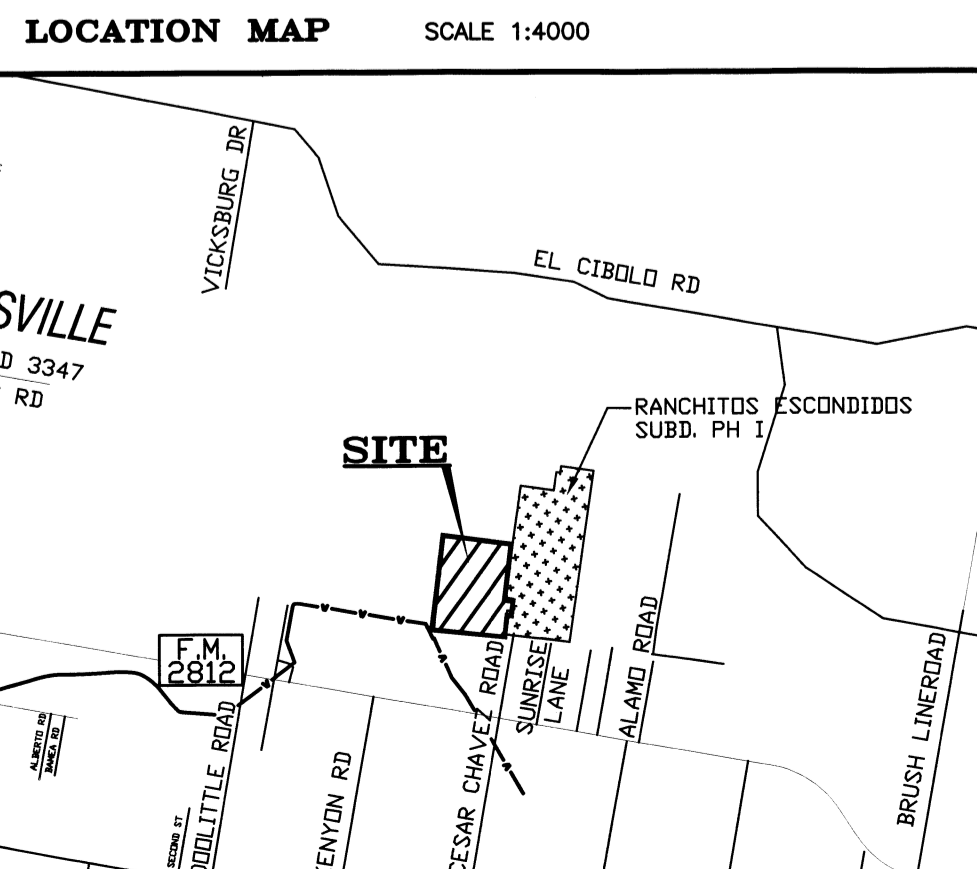 LOCATION MAP
SCALE 1:4000
VICKSBURG DR
EL CIBOLO RD
SVILLE
D 3347
RD
RANCHITOS ESCONDIDOS
SUBD. PH I
SITE
F.M.
2812
ALBERTO RD
BAMEA RD
SECOND ST
DOOLITTLE ROAD
KENYON RD
CESAR CHAVEZ ROAD
SUNRISE
LANE
ALAMO ROAD
BRUSH LINEROAD